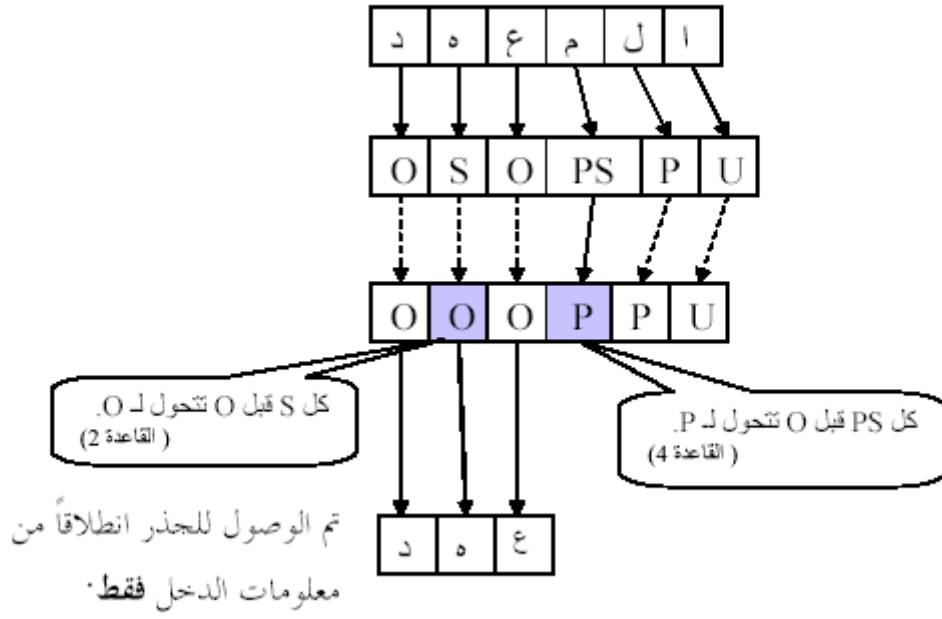 ا ل م ع ه د
O S O PS P U
O O O P P U
كل S قبل O تتحول لـ O.
( القاعدة 2)
كل PS قبل O تتحول لـ P.
( القاعدة 4)
ع ه د
تم الوصول للجذر انطلاقاً من
معلومات الدخل فقط.